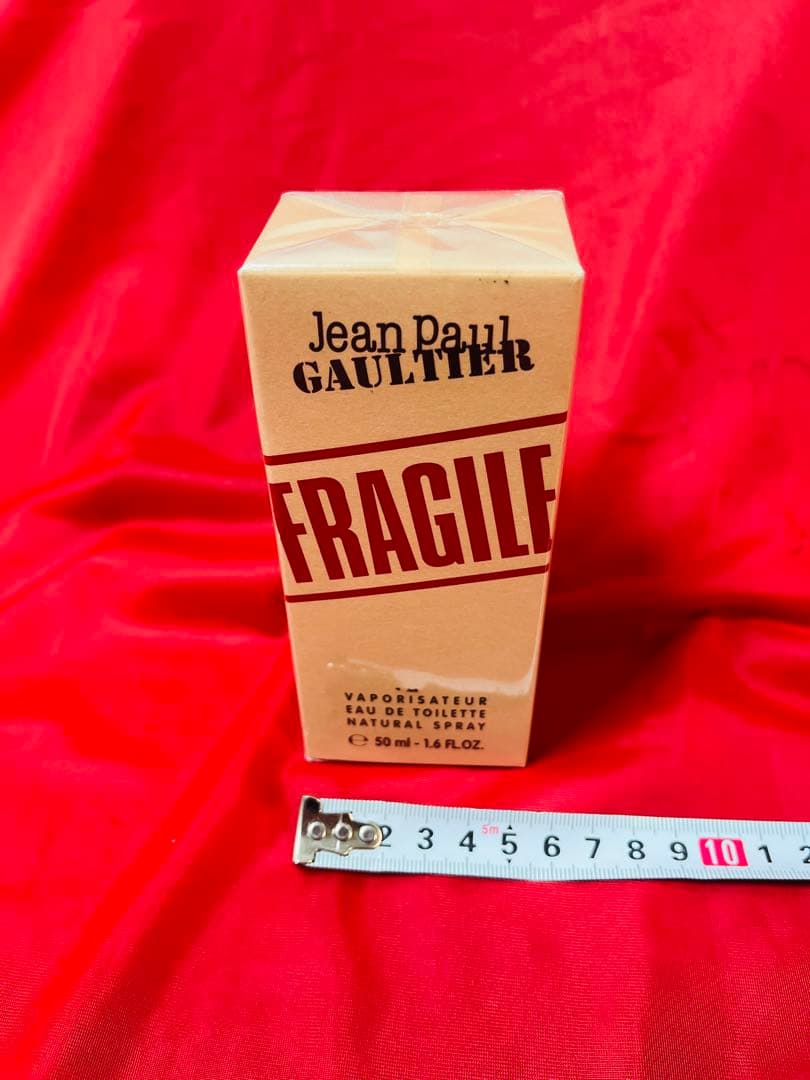 Jean Paul
GAULTIER
FRAGILE
VAPORISATEUR
EAU DE TOILETTE
NATURAL SPRAY
℮ 50 ml - 1.6 FL.OZ.
5m
2 3 4 5 6 7 8 9 10 1 2